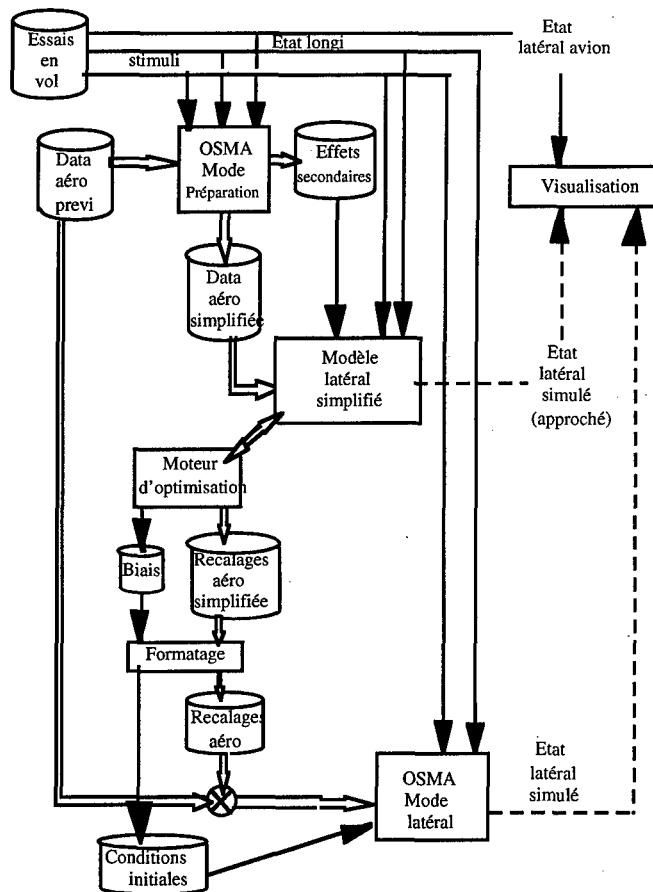 Essais
en
vol
stimuli
Etat longi
Etat
latéral avion
Data
aéro
previ
OSMA
Mode
Préparation
Effets
secondaires
Visualisation
Data
aéro
simplifiée
Modèle
latéral
simplifié
Etat
latéral
simulé
(approché)
Moteur
d'optimisation
Biais
Recalages
aéro
simplifiée
Formatage
Recalages
aéro
OSMA
Mode
latéral
Etat
latéral
simulé
Conditions
initiales